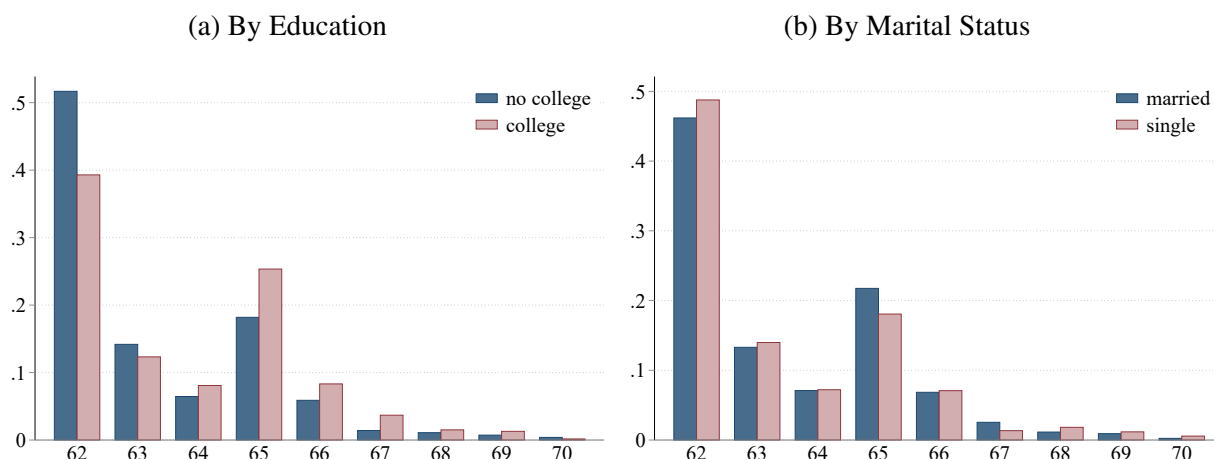 (a) By Education
.5
.4
.3
.2
.1
0
no college
college
62 63 64 65 66 67 68 69 70
(b) By Marital Status
.5
.4
.3
.2
.1
0
married
single
62 63 64 65 66 67 68 69 70